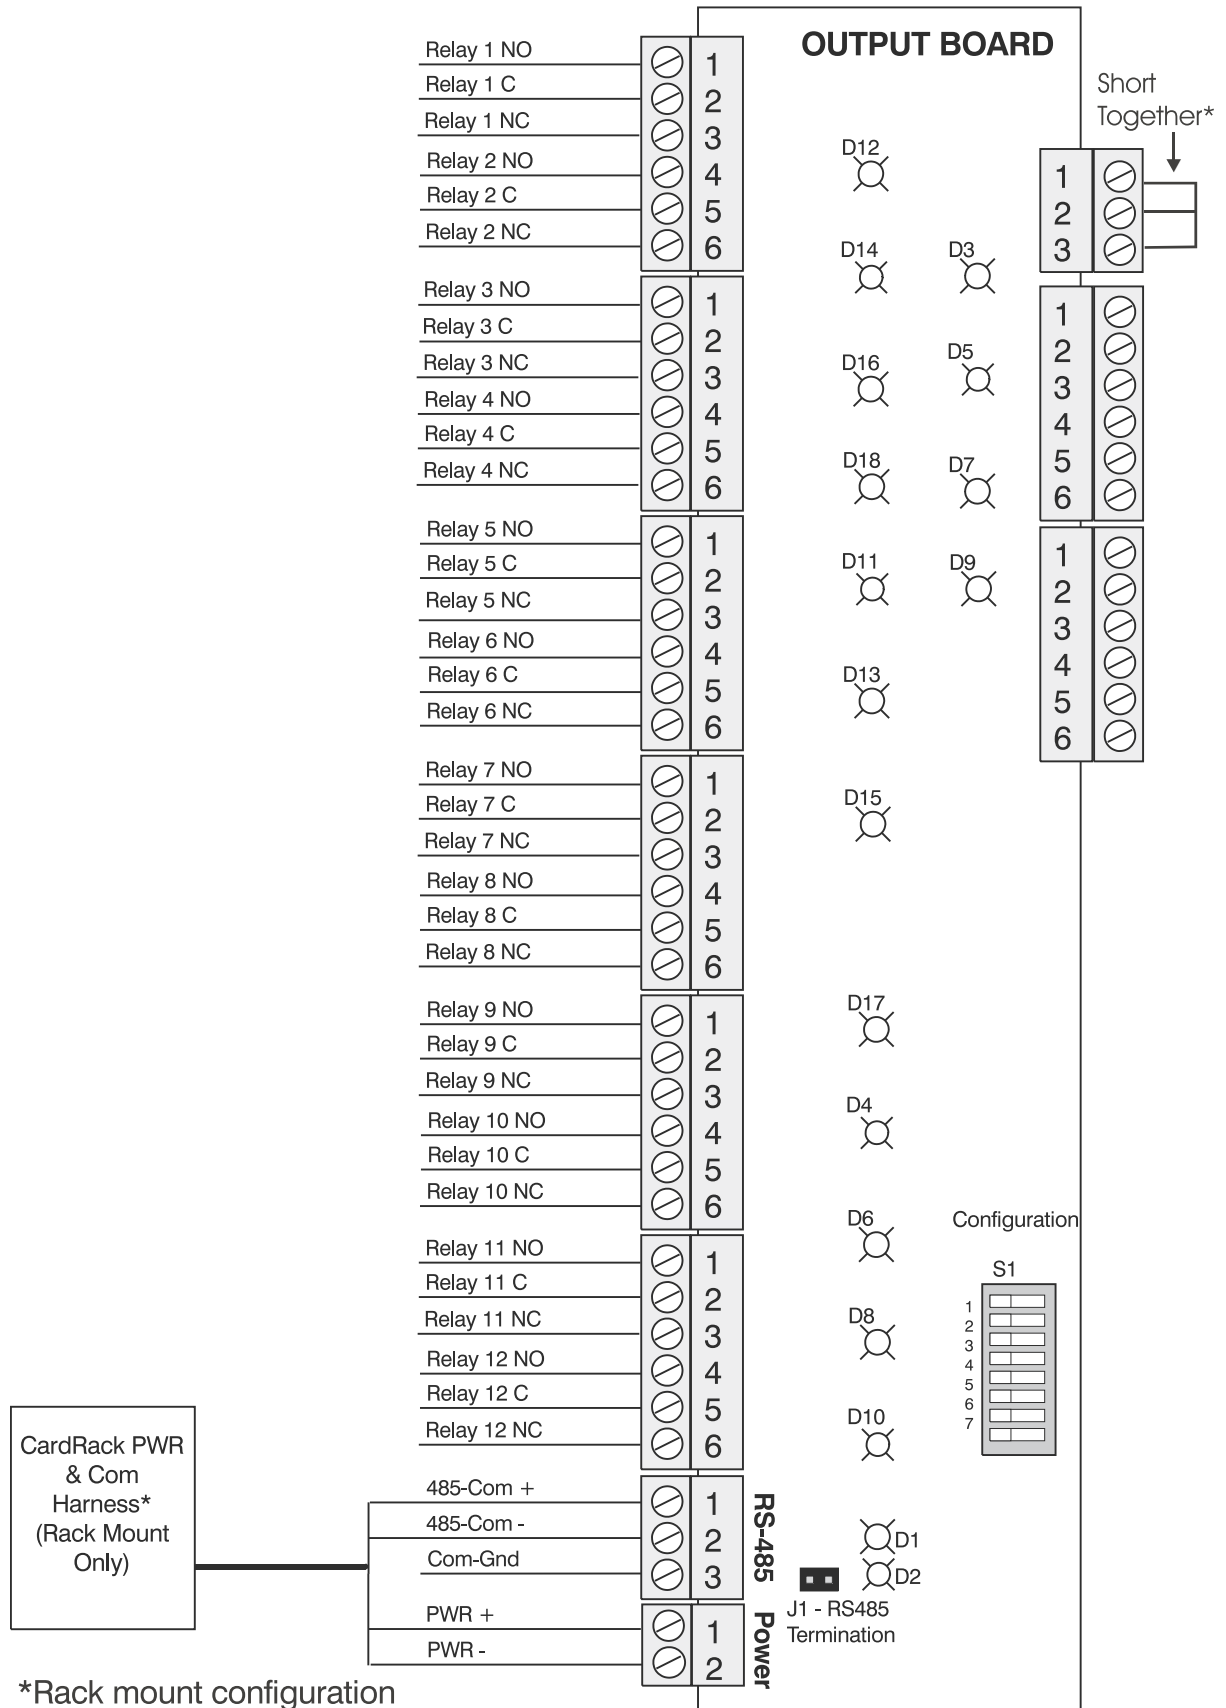 OUTPUT BOARD
Relay 1 NO
Relay 1 C
Relay 1 NC
Relay 2 NO
Relay 2 C
Relay 2 NC
1
2
3
4
5
6
Relay 3 NO
Relay 3 C
Relay 3 NC
Relay 4 NO
Relay 4 C
Relay 4 NC
1
2
3
4
5
6
Relay 5 NO
Relay 5 C
Relay 5 NC
Relay 6 NO
Relay 6 C
Relay 6 NC
1
2
3
4
5
6
Relay 7 NO
Relay 7 C
Relay 7 NC
Relay 8 NO
Relay 8 C
Relay 8 NC
1
2
3
4
5
6
Relay 9 NO
Relay 9 C
Relay 9 NC
Relay 10 NO
Relay 10 C
Relay 10 NC
1
2
3
4
5
6
Relay 11 NO
Relay 11 C
Relay 11 NC
Relay 12 NO
Relay 12 C
Relay 12 NC
1
2
3
4
5
6
CardRack PWR
& Com
Harness*
(Rack Mount
Only)
485-Com +
485-Com -
Com-Gnd
1
2
3
RS-485
PWR +
PWR -
1
2
Power
D12
D14
D3
D16
D5
D18
D7
D11
D9
D13
D15
D17
D4
D6
D8
D10
D1
D2
J1 - RS485
Termination
Short
Together*
1
2
3
1
2
3
4
5
6
1
2
3
4
5
6
Configuration
S1
1
2
3
4
5
6
7
*Rack mount configuration